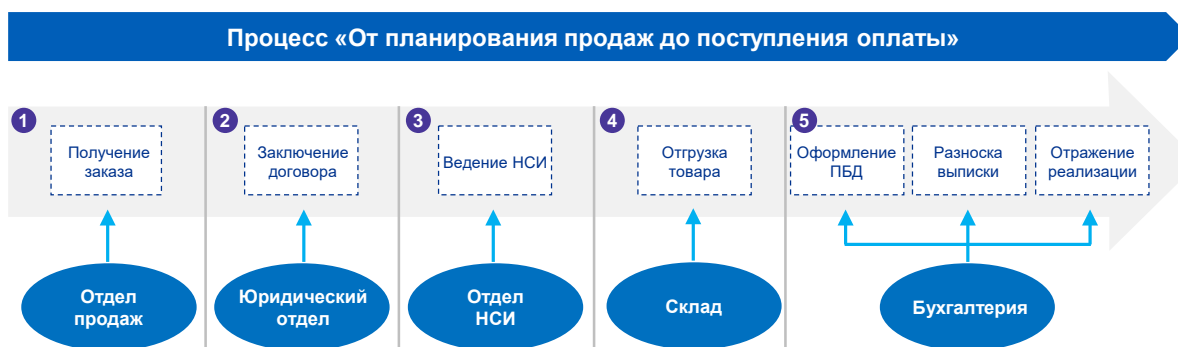 Процесс «От планирования продаж до поступления оплаты»
1
2
3
4
5
Получение
заказа
Заключение
договора
Ведение НСИ
Отгрузка
товара
Оформление
ПБД
Разноска
выписки
Отражение
реализации
Отдел
продаж
Юридический
отдел
Отдел
НСИ
Склад
Бухгалтерия